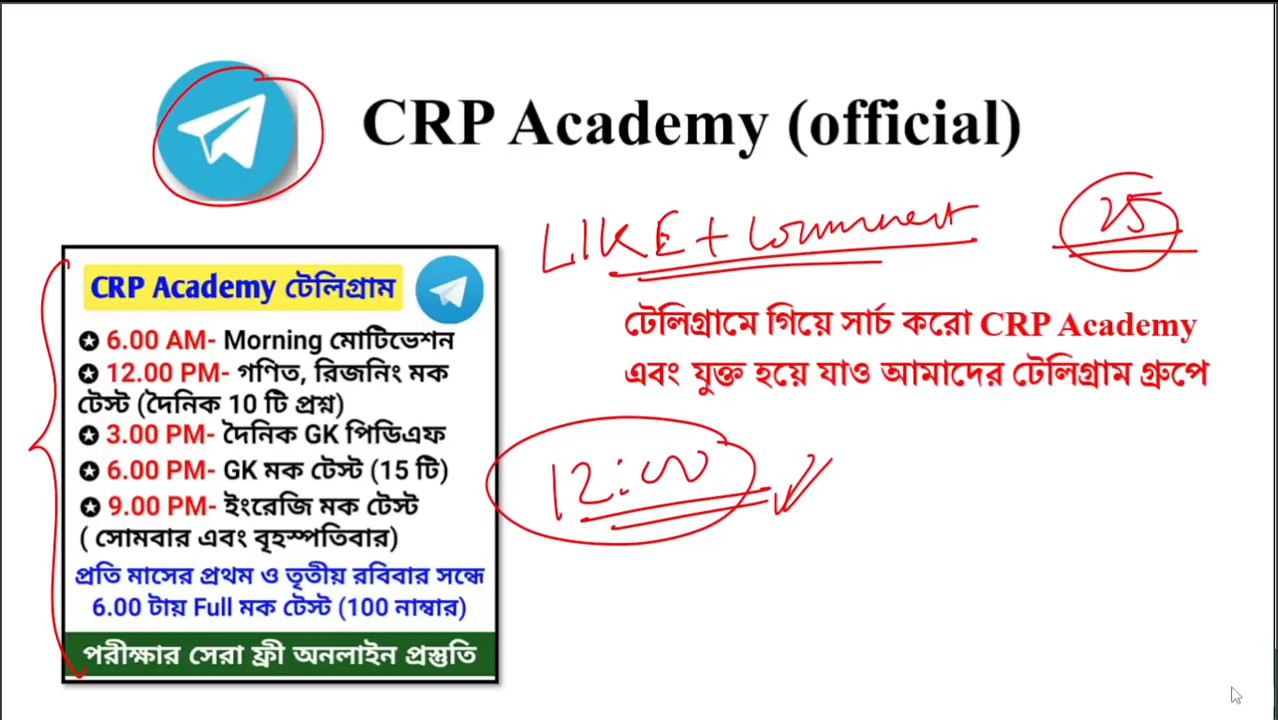 CRP Academy (official)
LIKE + Comment
25
CRP Academy টেলিগ্রাম
6.00 AM- Morning মোটিভেশন
12.00 PM- গণিত, রিজনিং মক
টেস্ট (দৈনিক 10 টি প্রশ্ন)
3.00 PM- দৈনিক GK পিডিএফ
6.00 PM- GK মক টেস্ট (15 টি)
9.00 PM- ইংরেজি মক টেস্ট
( সোমবার এবং বৃহস্পতিবার)
প্রতি মাসের প্রথম ও তৃতীয় রবিবার সন্ধে
6.00 টায় Full মক টেস্ট (100 নাম্বার)
পরীক্ষার সেরা ফ্রী অনলাইন প্রস্তুতি
টেলিগ্রামে গিয়ে সার্চ করো CRP Academy
এবং যুক্ত হয়ে যাও আমাদের টেলিগ্রাম গ্রুপে
12:00